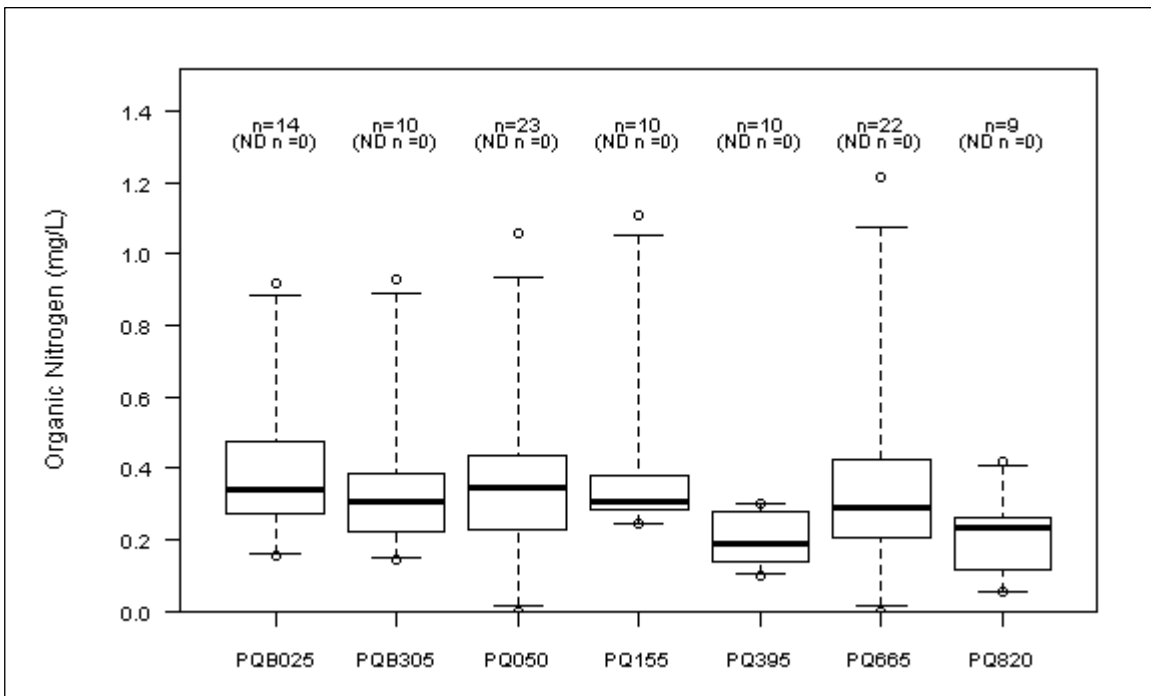 n=14 n=10 n=23 n=10 n=10 n=22 n=9
(ND n =0) (ND n =0) (ND n =0) (ND n =0) (ND n =0) (ND n =0) (ND n =0)
Organic Nitrogen (mg/L)
1.4
1.2
1.0
0.8
0.6
0.4
0.2
0.0
PQB025 PQB305 PQ050 PQ155 PQ395 PQ665 PQ820